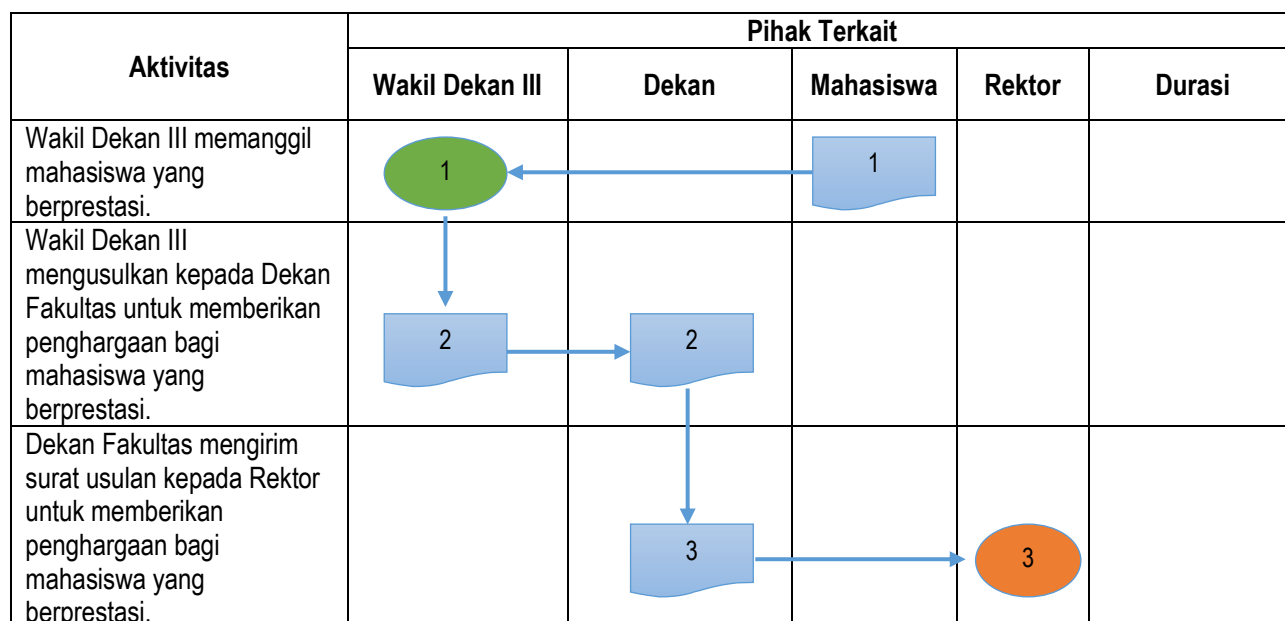 Aktivitas
Pihak Terkait
Wakil Dekan III
Dekan
Mahasiswa
Rektor
Durasi
Wakil Dekan III memanggil
mahasiswa yang
berprestasi.
1
1
Wakil Dekan III
mengusulkan kepada Dekan
Fakultas untuk memberikan
penghargaan bagi
mahasiswa yang
berprestasi.
2
2
Dekan Fakultas mengirim
surat usulan kepada Rektor
untuk memberikan
penghargaan bagi
mahasiswa yang
berprestasi.
3
3